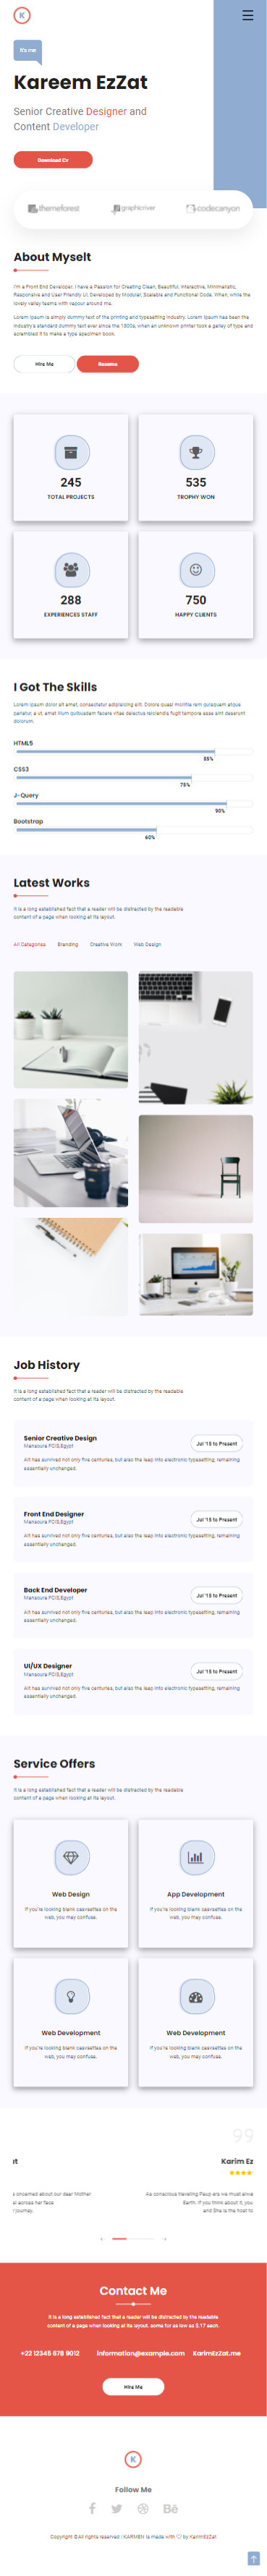 K
It's me
Kareem EzZat
Senior Creative Designer and
Content Developer
Download Cv
themeforest graphicriver codecanyon
About Myself
I'm a Front End Developer. I have a Passion for Creating Clean, Beautiful, Interactive, Minimalistic,
Responsive and User Friendly UI, Developed by Modular, Scalable and Functional Code. When, while the
lovely valley teems with vapour around me.
Lorem Ipsum is simply dummy text of the printing and typesetting industry. Lorem Ipsum has been the
industry's standard dummy text ever since the 1500s, when an unknown printer took a galley of type and
scrambled it to make a type specimen book.
Hire Me Resume
245
TOTAL PROJECTS
535
TROPHY WON
288
EXPERIENCES STAFF
750
HAPPY CLIENTS
I Got The Skills
Lorem ipsum dolor sit amet, consectetur adipisicing elit. Dolore quasi mollitia rem quisquam atque
pariatur, a ut, amet illum quibusdam facere vitae delectus reiciendis fugit tempore esse sint deserunt
dolorum.
HTML5
85%
CSS3
75%
J-Query
90%
Bootstrap
60%
Latest Works
It is a long established fact that a reader will be distracted by the readable
content of a page when looking at its layout.
All Categories Branding Creative Work Web Design
Job History
It is a long established fact that a reader will be distracted by the readable
content of a page when looking at its layout.
Senior Creative Design
Mansoura FCIS,Egypt
Jul '15 to Present
Alt has survived not only five centuries, but also the leap into electronic typesetting, remaining
essentially unchanged.
Front End Designer
Mansoura FCIS,Egypt
Jul '15 to Present
Alt has survived not only five centuries, but also the leap into electronic typesetting, remaining
essentially unchanged.
Back End Developer
Mansoura FCIS,Egypt
Jul '15 to Present
Alt has survived not only five centuries, but also the leap into electronic typesetting, remaining
essentially unchanged.
UI/UX Designer
Mansoura FCIS,Egypt
Jul '15 to Present
Alt has survived not only five centuries, but also the leap into electronic typesetting, remaining
essentially unchanged.
Service Offers
It is a long established fact that a reader will be distracted by the readable
content of a page when looking at its layout.
Web Design
If you're looking blank cassettes on the
web, you may confuse.
App Development
If you're looking blank cassettes on the
web, you may confuse.
Web Development
If you're looking blank cassettes on the
web, you may confuse.
Web Development
If you're looking blank cassettes on the
web, you may confuse.
at
about our dear Mother
across her face
journey.
Karim Ez
As conscious traveling Peup are we must alwa
Earth. If you think about it, you
and She is the host to
Contact Me
It is a long established fact that a reader will be distracted by the readable
content of a page when looking at its layout. some for as low as $.17 each.
+22 12345 678 9012 information@example.com KarimEzZat.me
Hire Me
K
Follow Me
Copyright ©All rights reserved | KARMEN is made with ♡ by KarimEzZat